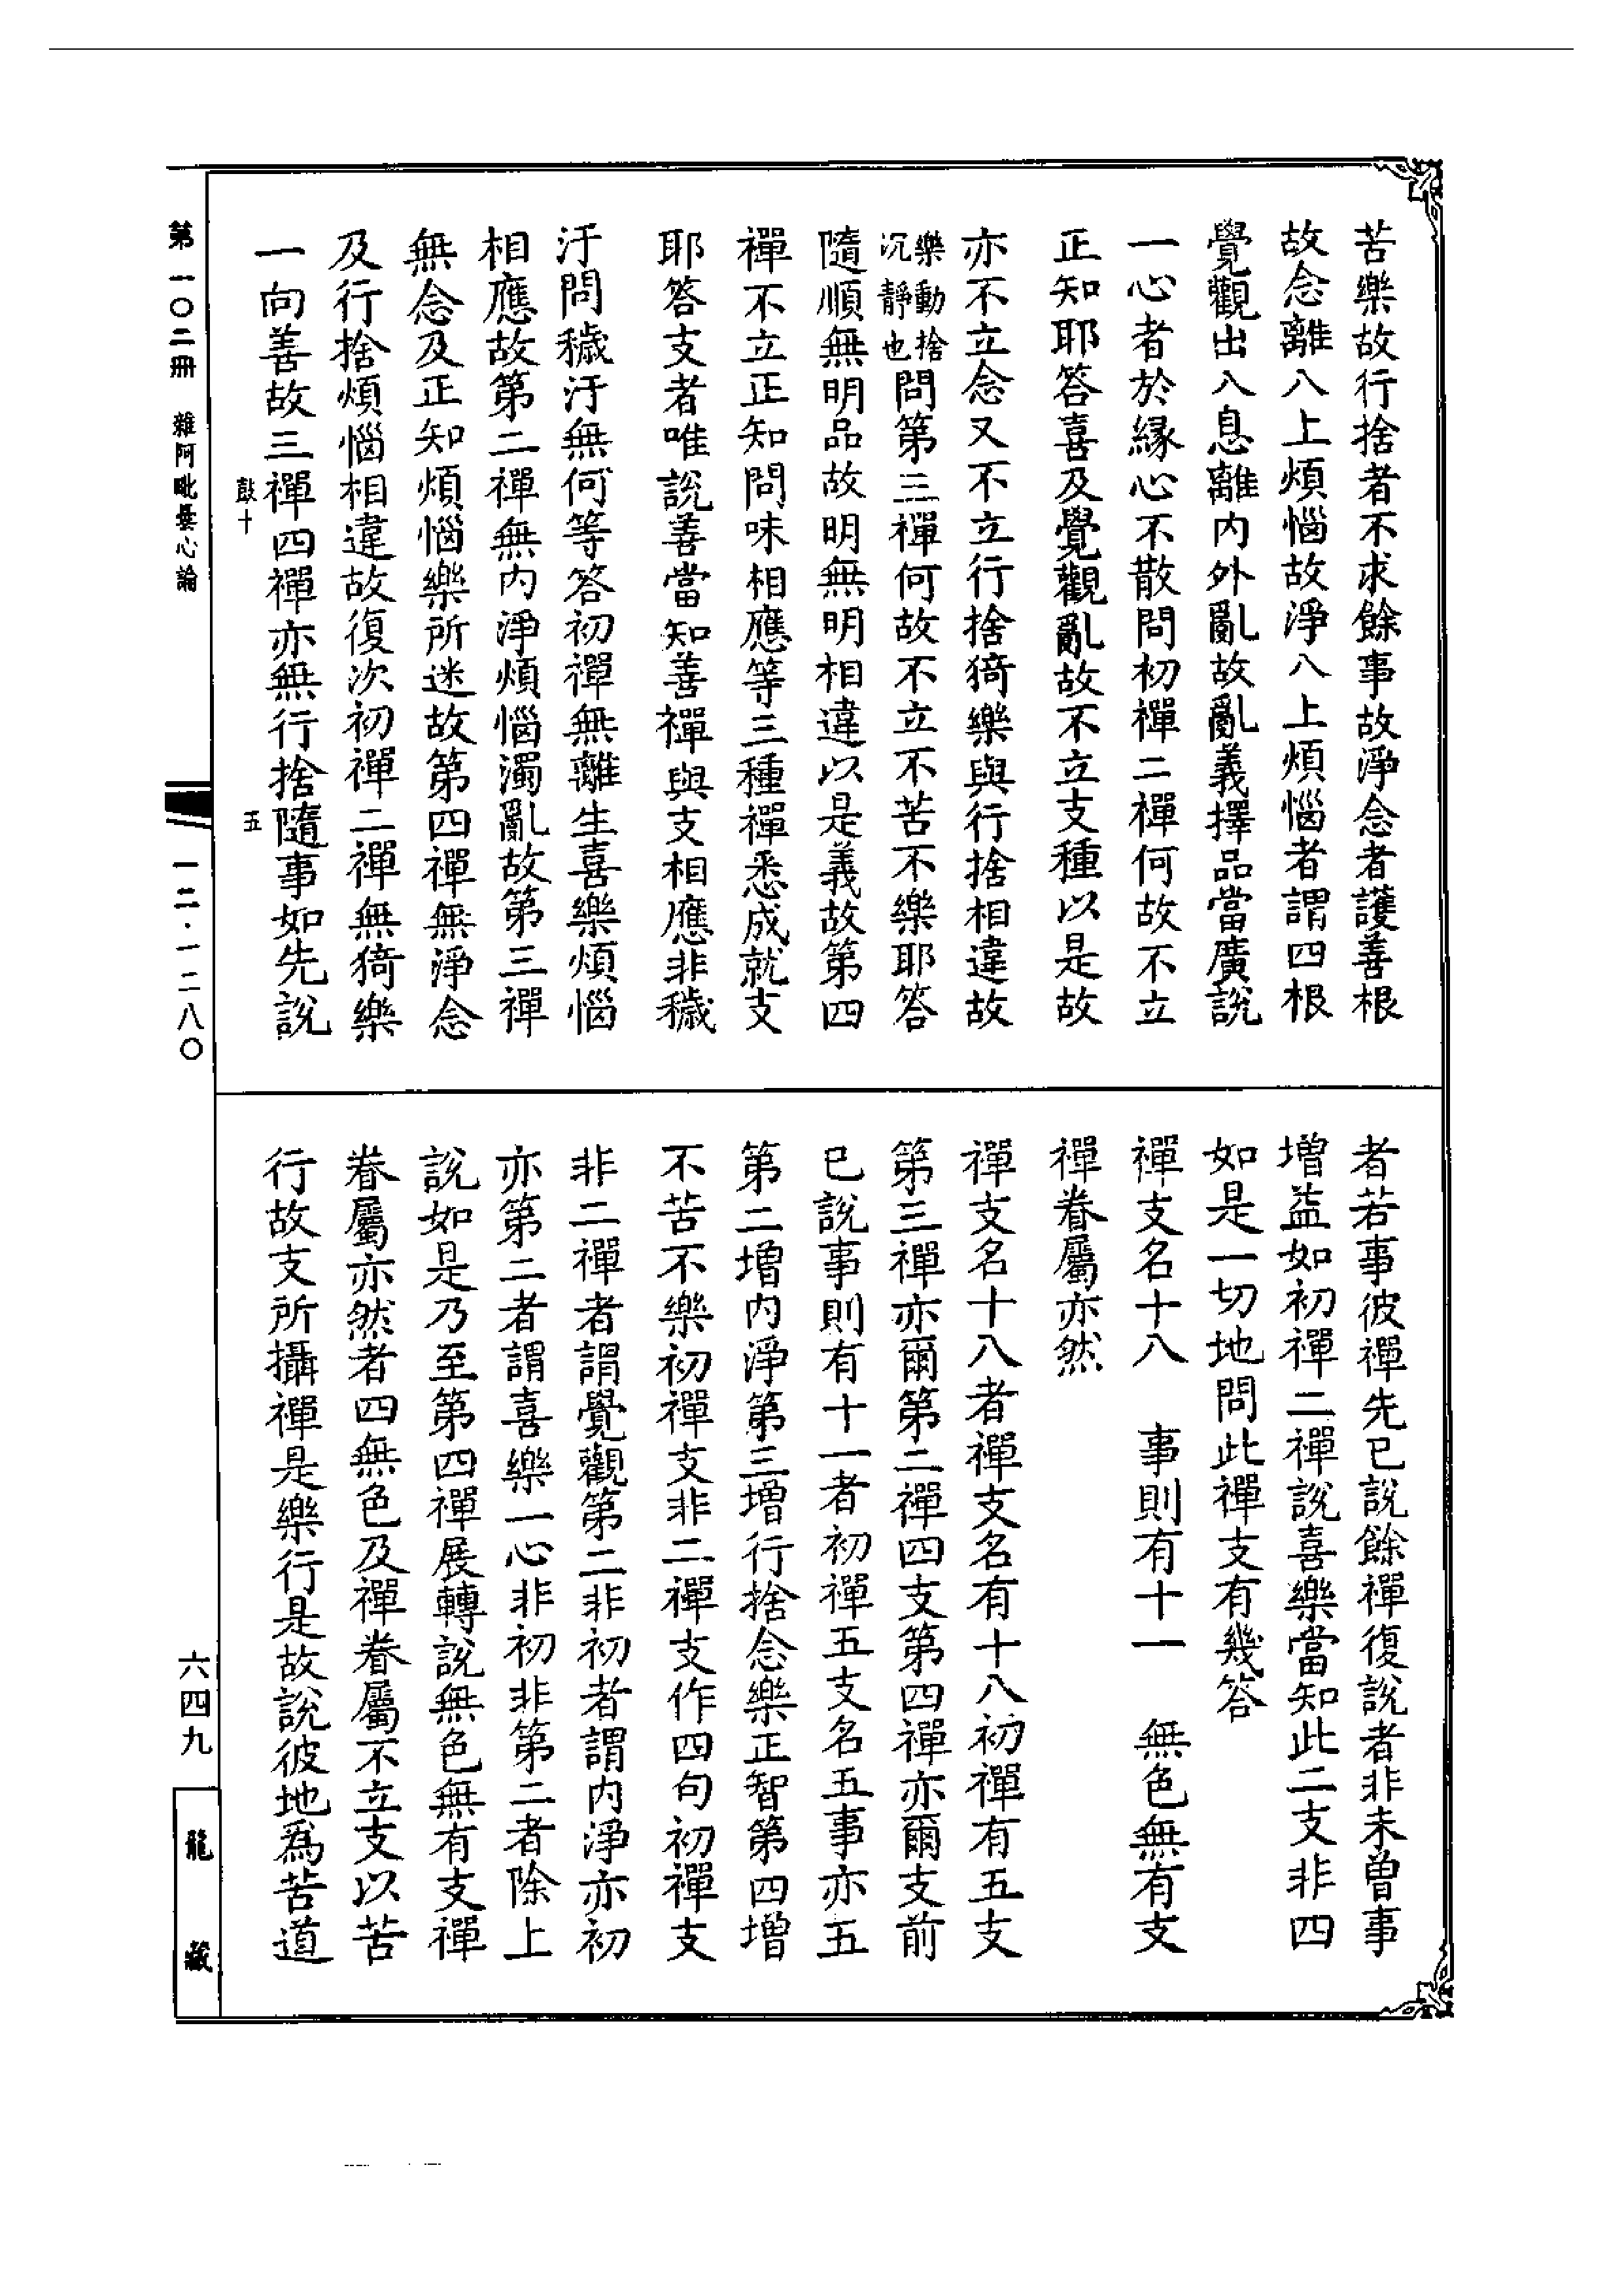 苦樂故行捨者不求餘事故淨念者護善根
故念離八上煩惱故淨八上煩惱者謂四根
覺觀出入息離內外亂故亂義擇品當廣說
一心者於緣心不散問初禪二禪何故不立
正知耶答喜及覺觀亂故不立支種以是故
亦不立念又不立行捨猗樂與行捨相違故
樂動捨
沉靜也
問第三禪何故不立不苦不樂耶答
隨順無明品故明無明相違以是義故第四
禪不立正知問味相應等三種禪悉成就支
耶答支者唯說善當知善禪與支相應非穢
汙問穢汙無何等答初禪無離生喜樂煩惱
相應故第二禪無內淨煩惱濁亂故第三禪
無念及正知煩惱樂所迷故第四禪無淨念
及行捨煩惱相違故復次初禪二禪無猗樂
一向善故三禪四禪亦無行捨隨事如先說
者若事彼禪先已說餘禪復說者非未曾事
增益如初禪二禪說喜樂當知此二支非四
如是一切地問此禪支有幾答
禪支名十八 事則有十一 無色無有支
禪眷屬亦然
禪支名十八者禪支名有十八初禪有五支
第三禪亦爾第二禪四支第四禪亦爾支前
已說事則有十一者初禪五支名五事亦五
第二增內淨第三增行捨念樂正智第四增
不苦不樂初禪支非二禪支作四句初禪支
非二禪者謂覺觀第二非初者謂內淨亦初
亦第二者謂喜樂一心非初非第二者除上
說如是乃至第四禪展轉說無色無有支禪
眷屬亦然者四無色及禪眷屬不立支以苦
行故支所攝禪是樂行是故說彼地爲苦道
鼓十
五
第一〇二冊 雜阿毗曇心論
一二·一二八〇
六四九
龍藏